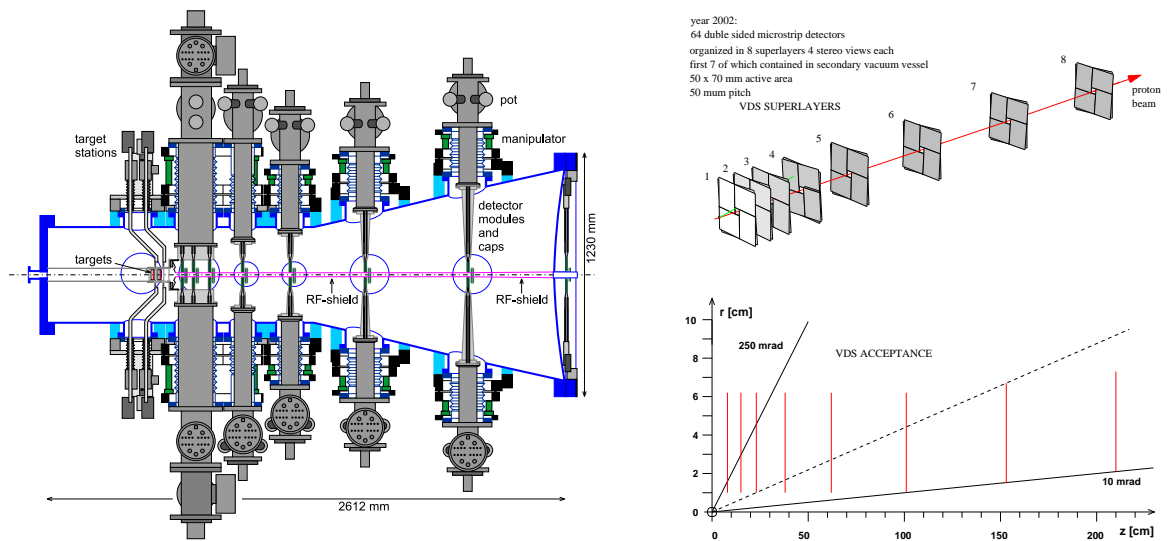 target
stations
pot
manipulator
detector
modules
and
caps
targets
RF-shield
RF-shield
1230 mm
2612 mm
year 2002:
64 duble sided microstrip detectors
organized in 8 superlayers 4 stereo views each
first 7 of which contained in secondary vacuum vessel
50 x 70 mm active area
50 mum pitch
VDS SUPERLAYERS
1
2
3
4
5
6
7
8
proton
beam
r [cm]
10
8
6
4
2
0
250 mrad
VDS ACCEPTANCE
10 mrad
0
50
100
150
200
z [cm]